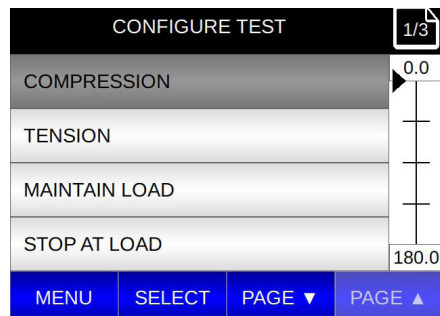 CONFIGURE TEST
1/3
COMPRESSION
0.0
TENSION
MAINTAIN LOAD
STOP AT LOAD
180.0
MENU SELECT PAGE ▼ PAGE ▲